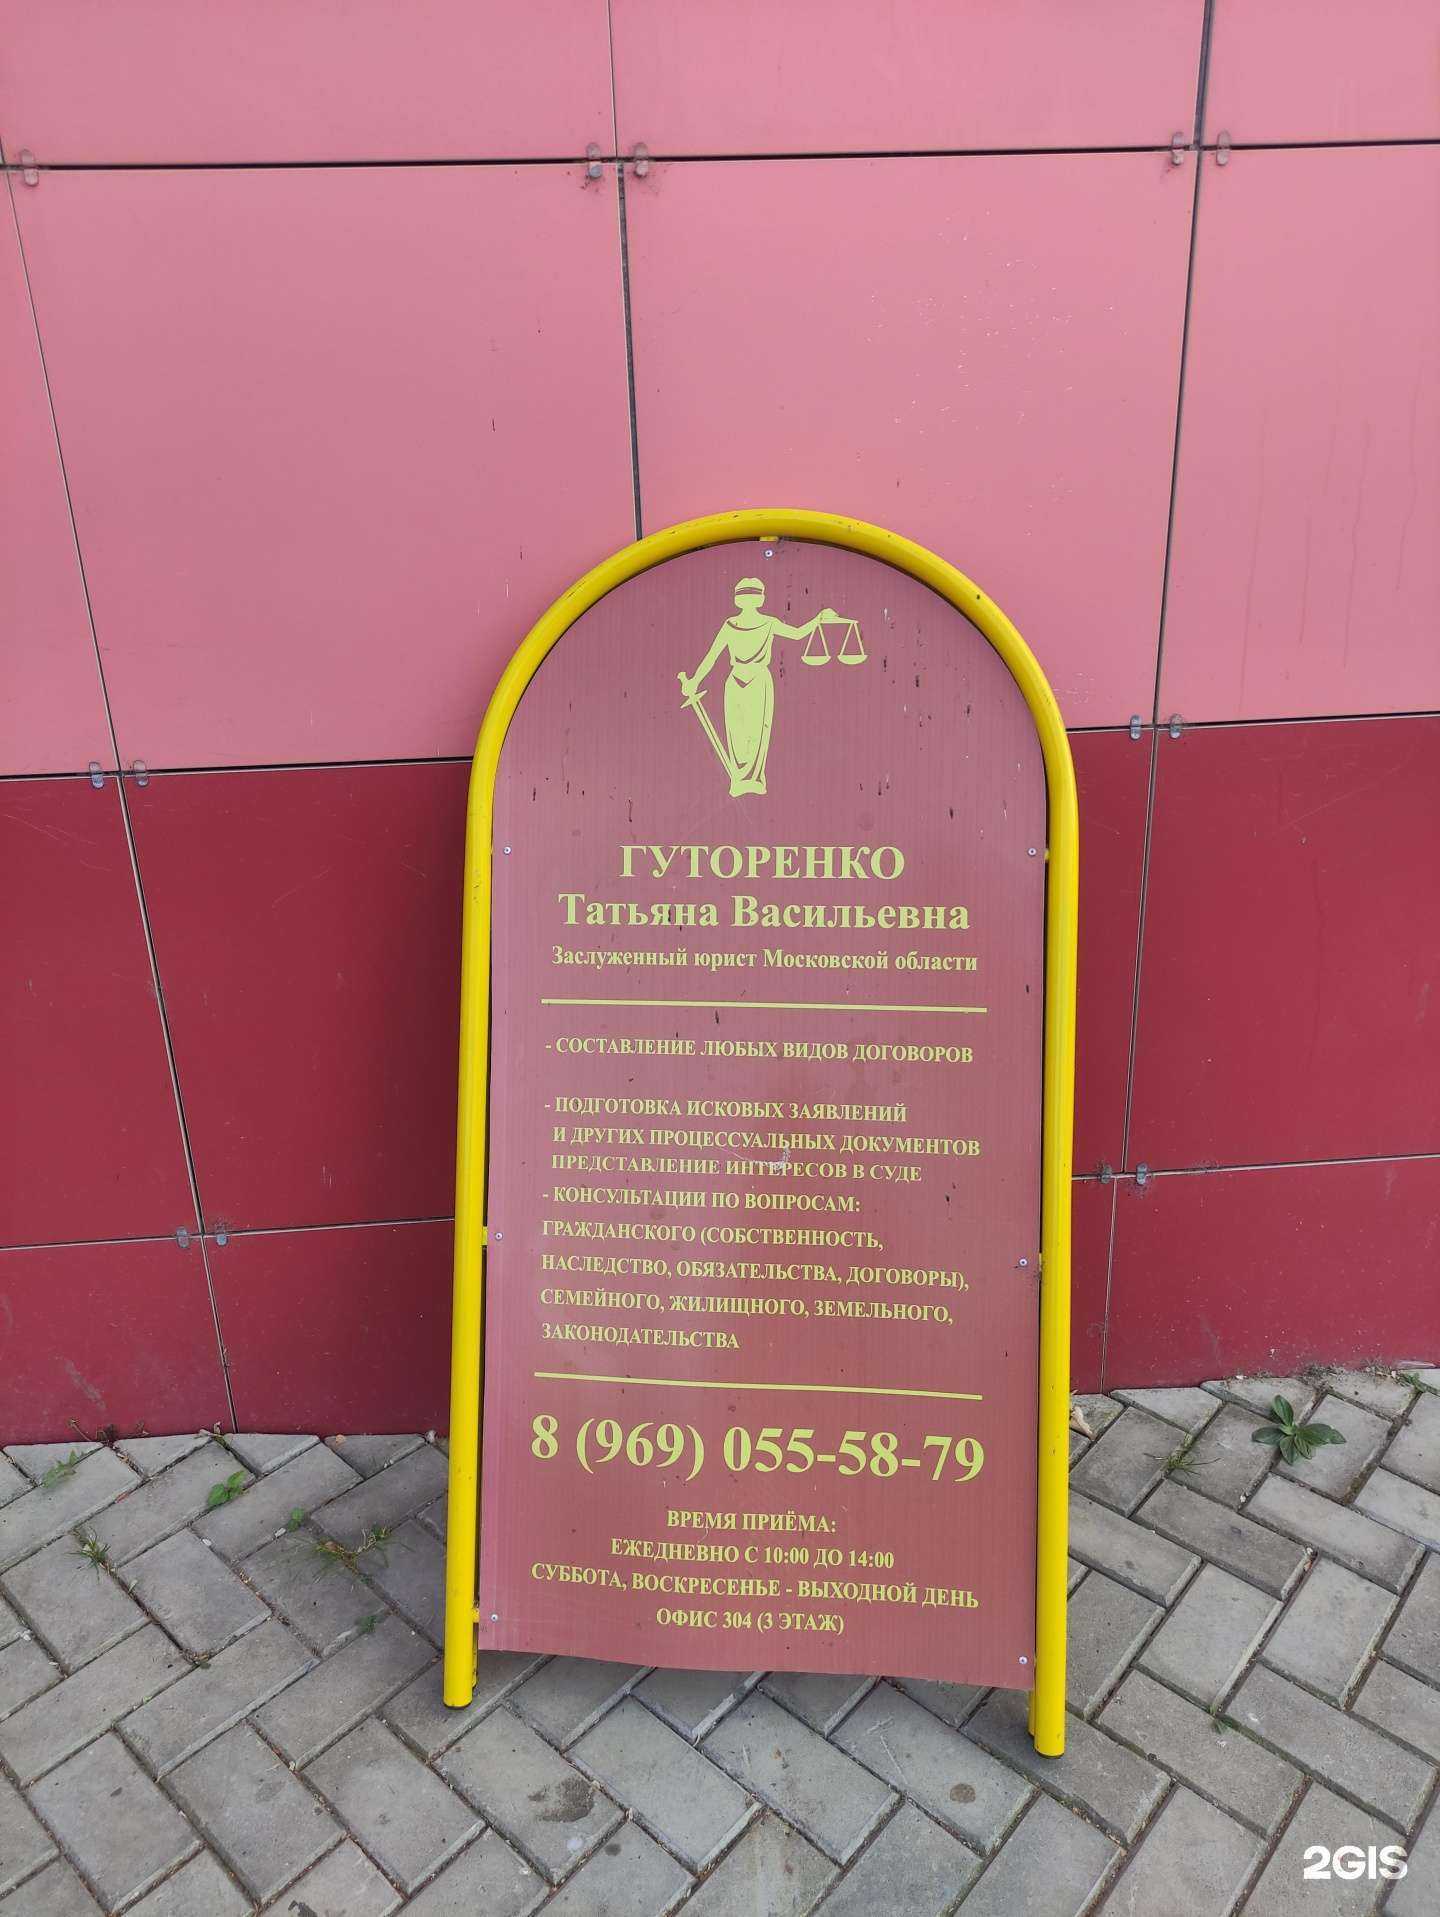 ГУТОРЕНКО
Татьяна Васильевна
Заслуженный юрист Московской области
- СОСТАВЛЕНИЕ ЛЮБЫХ ВИДОВ ДОГОВОРОВ
- ПОДГОТОВКА ИСКОВЫХ ЗАЯВЛЕНИЙ
И ДРУГИХ ПРОЦЕССУАЛЬНЫХ ДОКУМЕНТОВ
ПРЕДСТАВЛЕНИЕ ИНТЕРЕСОВ В СУДЕ
- КОНСУЛЬТАЦИИ ПО ВОПРОСАМ:
ГРАЖДАНСКОГО (СОБСТВЕННОСТЬ,
НАСЛЕДСТВО, ОБЯЗАТЕЛЬСТВА, ДОГОВОРЫ),
СЕМЕЙНОГО, ЖИЛИЩНОГО, ЗЕМЕЛЬНОГО,
ЗАКОНОДАТЕЛЬСТВА
8 (969) 055-58-79
ВРЕМЯ ПРИЁМА:
ЕЖЕДНЕВНО С 10:00 ДО 14:00
СУББОТА, ВОСКРЕСЕНЬЕ - ВЫХОДНОЙ ДЕНЬ
ОФИС 304 (3 ЭТАЖ)
2GIS